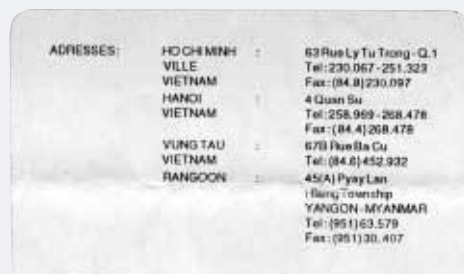 ADRESSES: HO CHI MINH : 63 Rue Ly Tu Trong - Q.1
VILLE Tel: 230.067 - 251.323
VIETNAM Fax: (84.8) 230.097
HANOI : 4 Quan Su
VIETNAM Tel: 258.969 - 268.478
Fax: (84.4) 268.478
VUNG TAU : 67B Rue Ba Cu
VIETNAM Tel: (84.6) 452.932
RANGOON : 45(A) Pyay Lan
Township
YANGON - MYANMAR
Tel: (951) 63.579
Fax: (951) 30.407